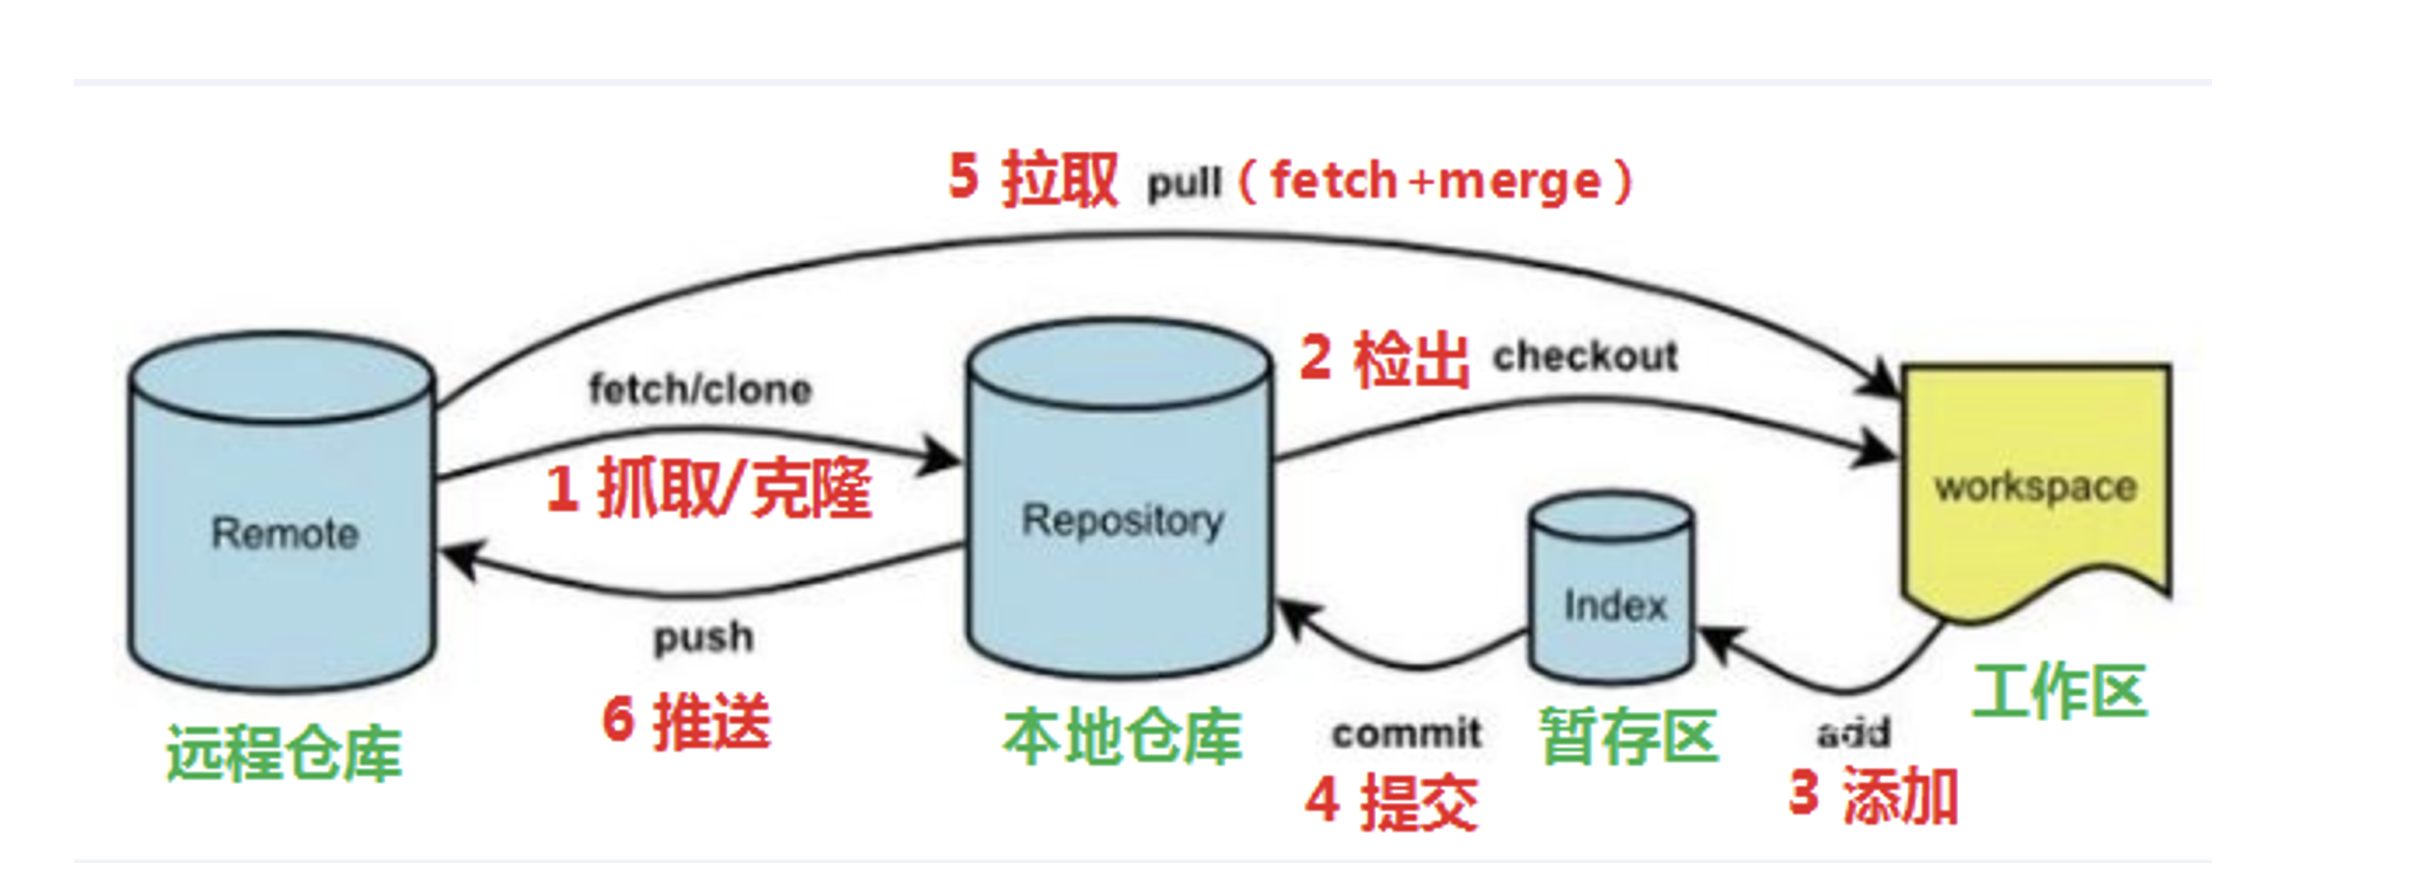 5 拉取 pull（fetch+merge）
2 检出 checkout
fetch/clone
1 抓取/克隆
workspace
Remote
Repository
Index
push
6 推送
远程仓库
本地仓库
commit
4 提交
暂存区
add
3 添加
工作区